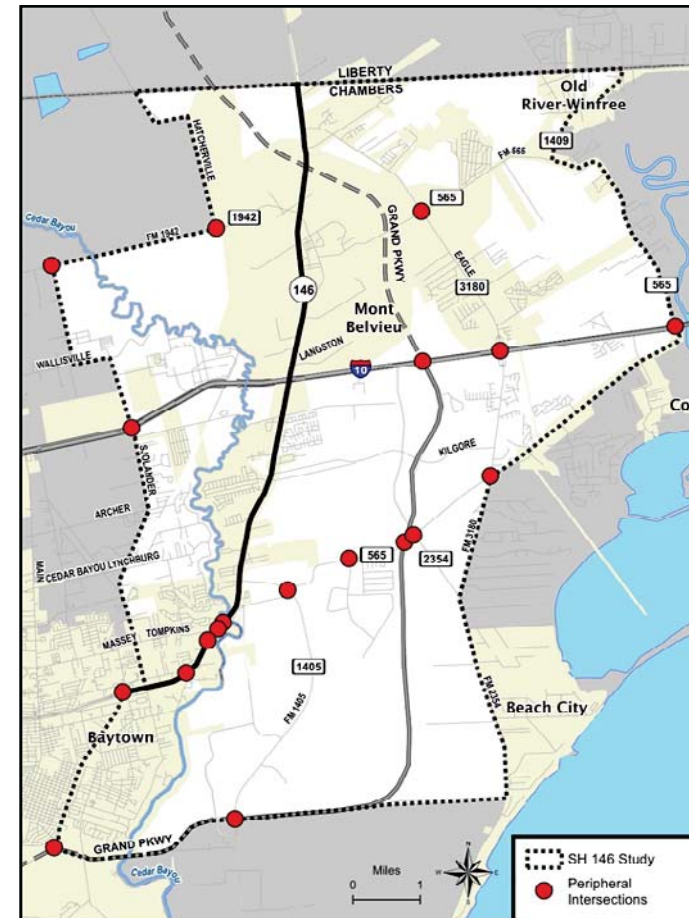 LIBERTY
CHAMBERS
Old
River-Winfree
HATCHERVILLE
1409
FM 565
565
1942
Cedar Bayou
FM 1942
GRAND PKWY
EAGLE
3180
146
565
Mont
Belvieu
LANGSTON
WALLISVILLE
10
Co
SJOLANDER
KILGORE
ARCHER
FM 3180
MAIN
CEDAR BAYOU LYNCHBURG
565
2354
MASSEY TOMPKINS
1405
FM 1405
FM 2354
Beach City
Baytown
GRAND PKWY
Cedar
Bayou
Miles
0 1
N
W E
S
SH 146 Study
Peripheral
Intersections